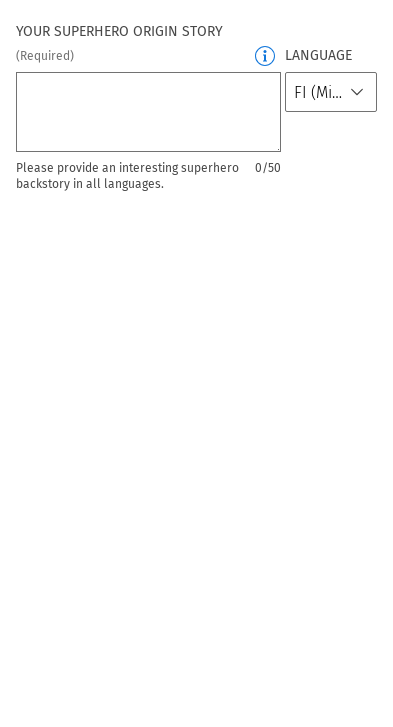 YOUR SUPERHERO ORIGIN STORY
(Required)
LANGUAGE
FI (Mi...
Please provide an interesting superhero
backstory in all languages.
0/50